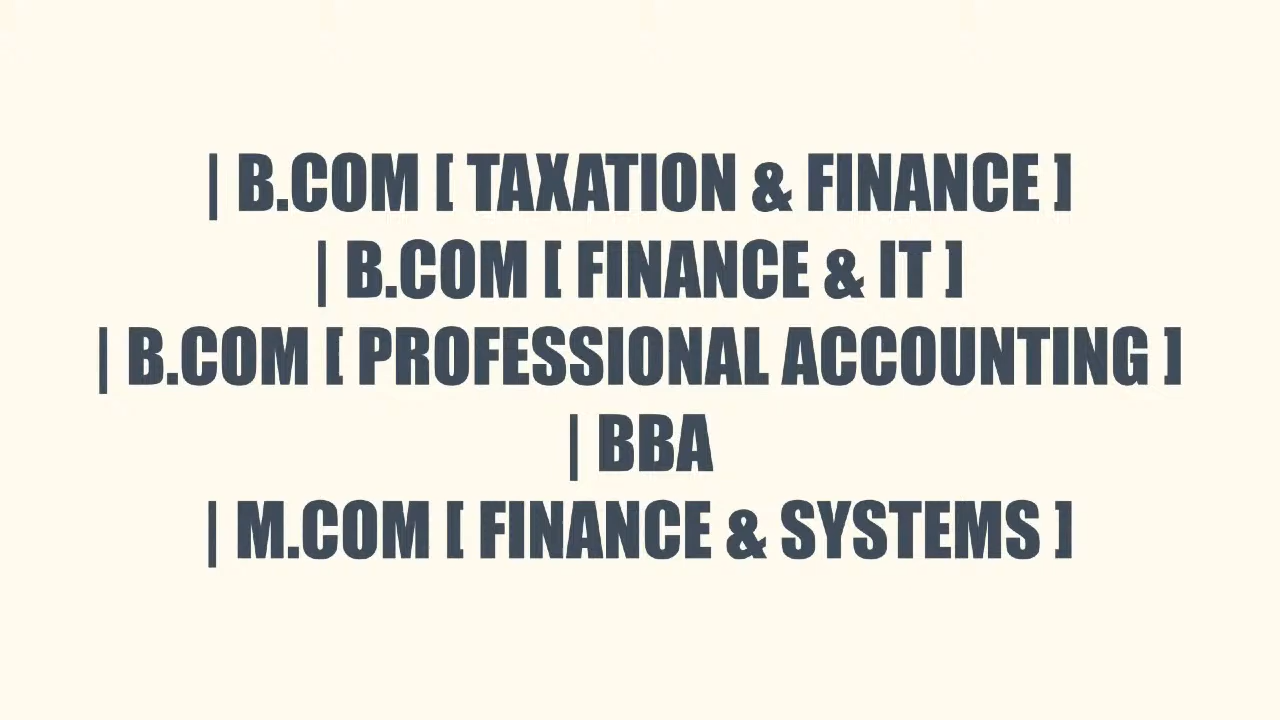 | B.COM [ TAXATION & FINANCE ]
| B.COM [ FINANCE & IT ]
| B.COM [ PROFESSIONAL ACCOUNTING ]
| BBA
| M.COM [ FINANCE & SYSTEMS ]